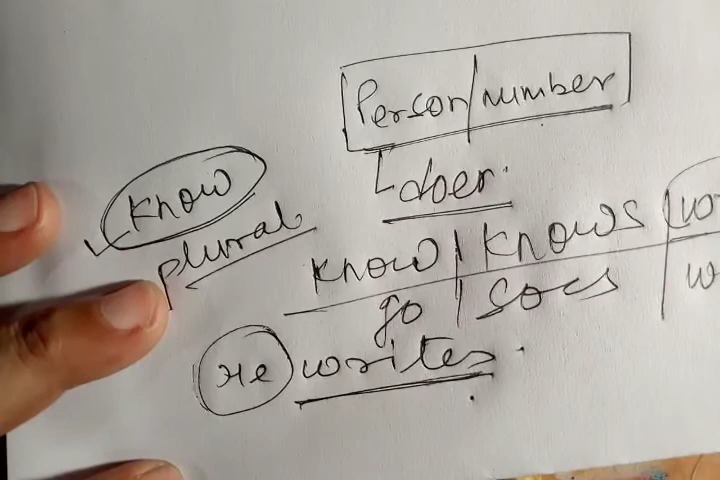 Person/number
doer.
know
plural
know | knows
go | goes
He writes.